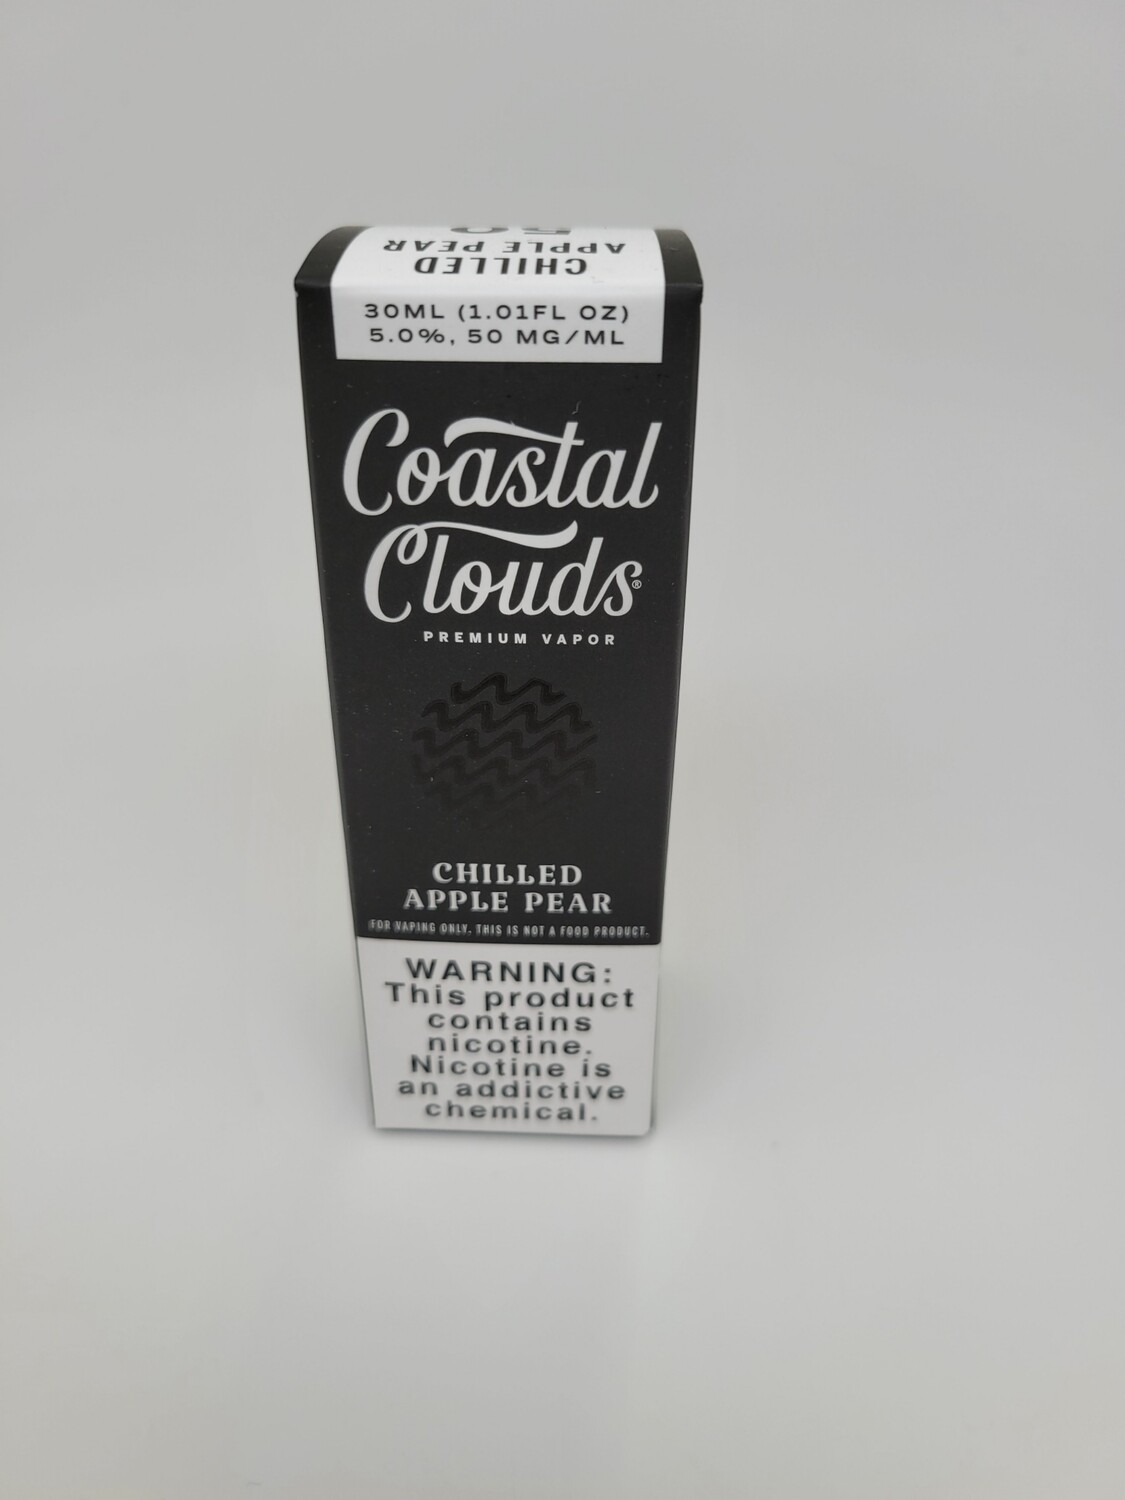 50
APPLE PEAR
CHILLED
30ML (1.01FL OZ)
5.0%, 50 MG/ML
Coastal
Clouds®
PREMIUM VAPOR
CHILLED
APPLE PEAR
FOR VAPING ONLY. THIS IS NOT A FOOD PRODUCT.
WARNING:
This product
contains
nicotine.
Nicotine is
an addictive
chemical.